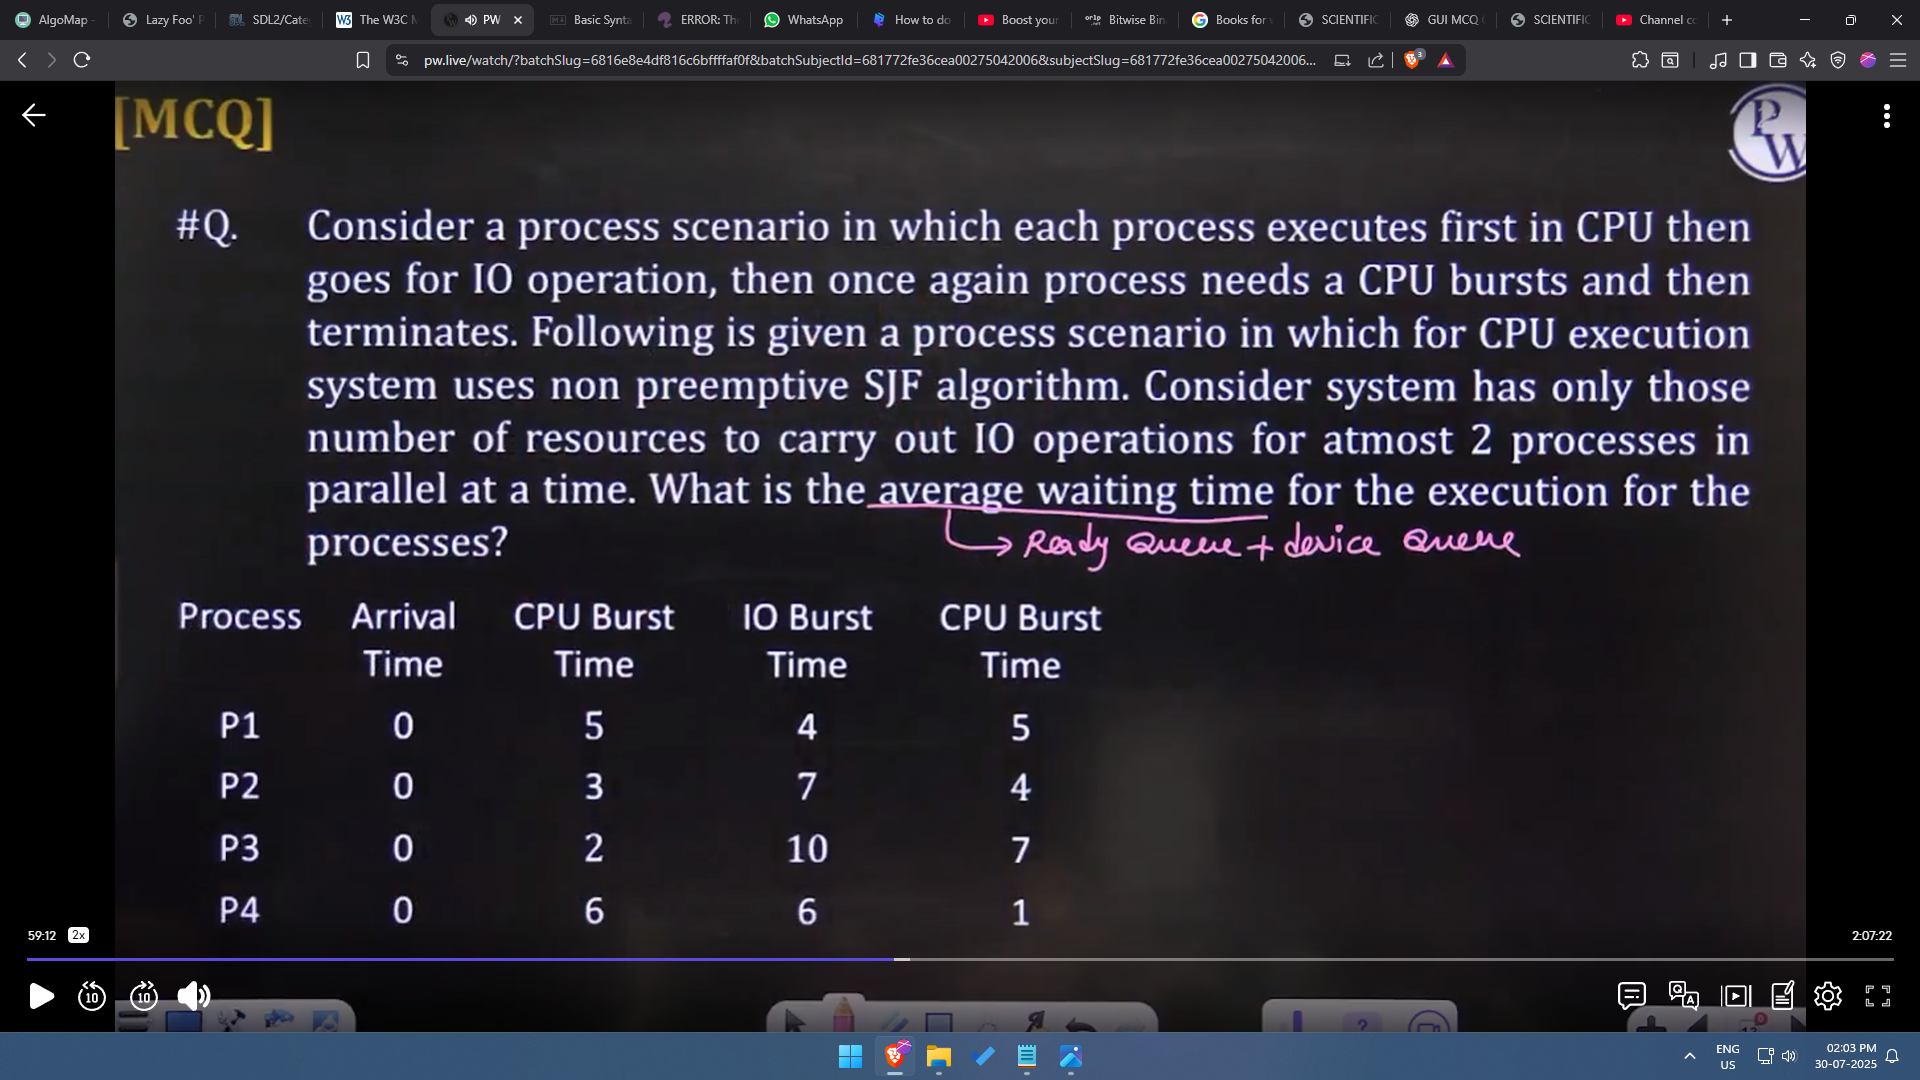 AlgoMap -
Lazy Foo' P
SDL2/Cate
The W3C M
PW
Basic Synta
ERROR: Th
WhatsApp
How to do
Boost your
Bitwise Bin
Books for
SCIENTIFIC
GUI MCQ
SCIENTIFIC
Channel co
pw.live/watch/?batchSlug=6816e8e4df816c6bffffaf0f&batchSubjectId=681772fe36cea00275042006&subjectSlug=681772fe36cea00275042006...
3
[MCQ]
PW
#Q. Consider a process scenario in which each process executes first in CPU then
goes for IO operation, then once again process needs a CPU bursts and then
terminates. Following is given a process scenario in which for CPU execution
system uses non preemptive SJF algorithm. Consider system has only those
number of resources to carry out IO operations for atmost 2 processes in
parallel at a time. What is the average waiting time for the execution for the
processes?
Ready Queue + device Queue
Process Arrival CPU Burst IO Burst CPU Burst
Time Time Time Time
P1 0 5 4 5
P2 0 3 7 4
P3 0 2 10 7
P4 0 6 6 1
59:12 2x 2:07:22
10 10
ENG
US
02:03 PM
30-07-2025